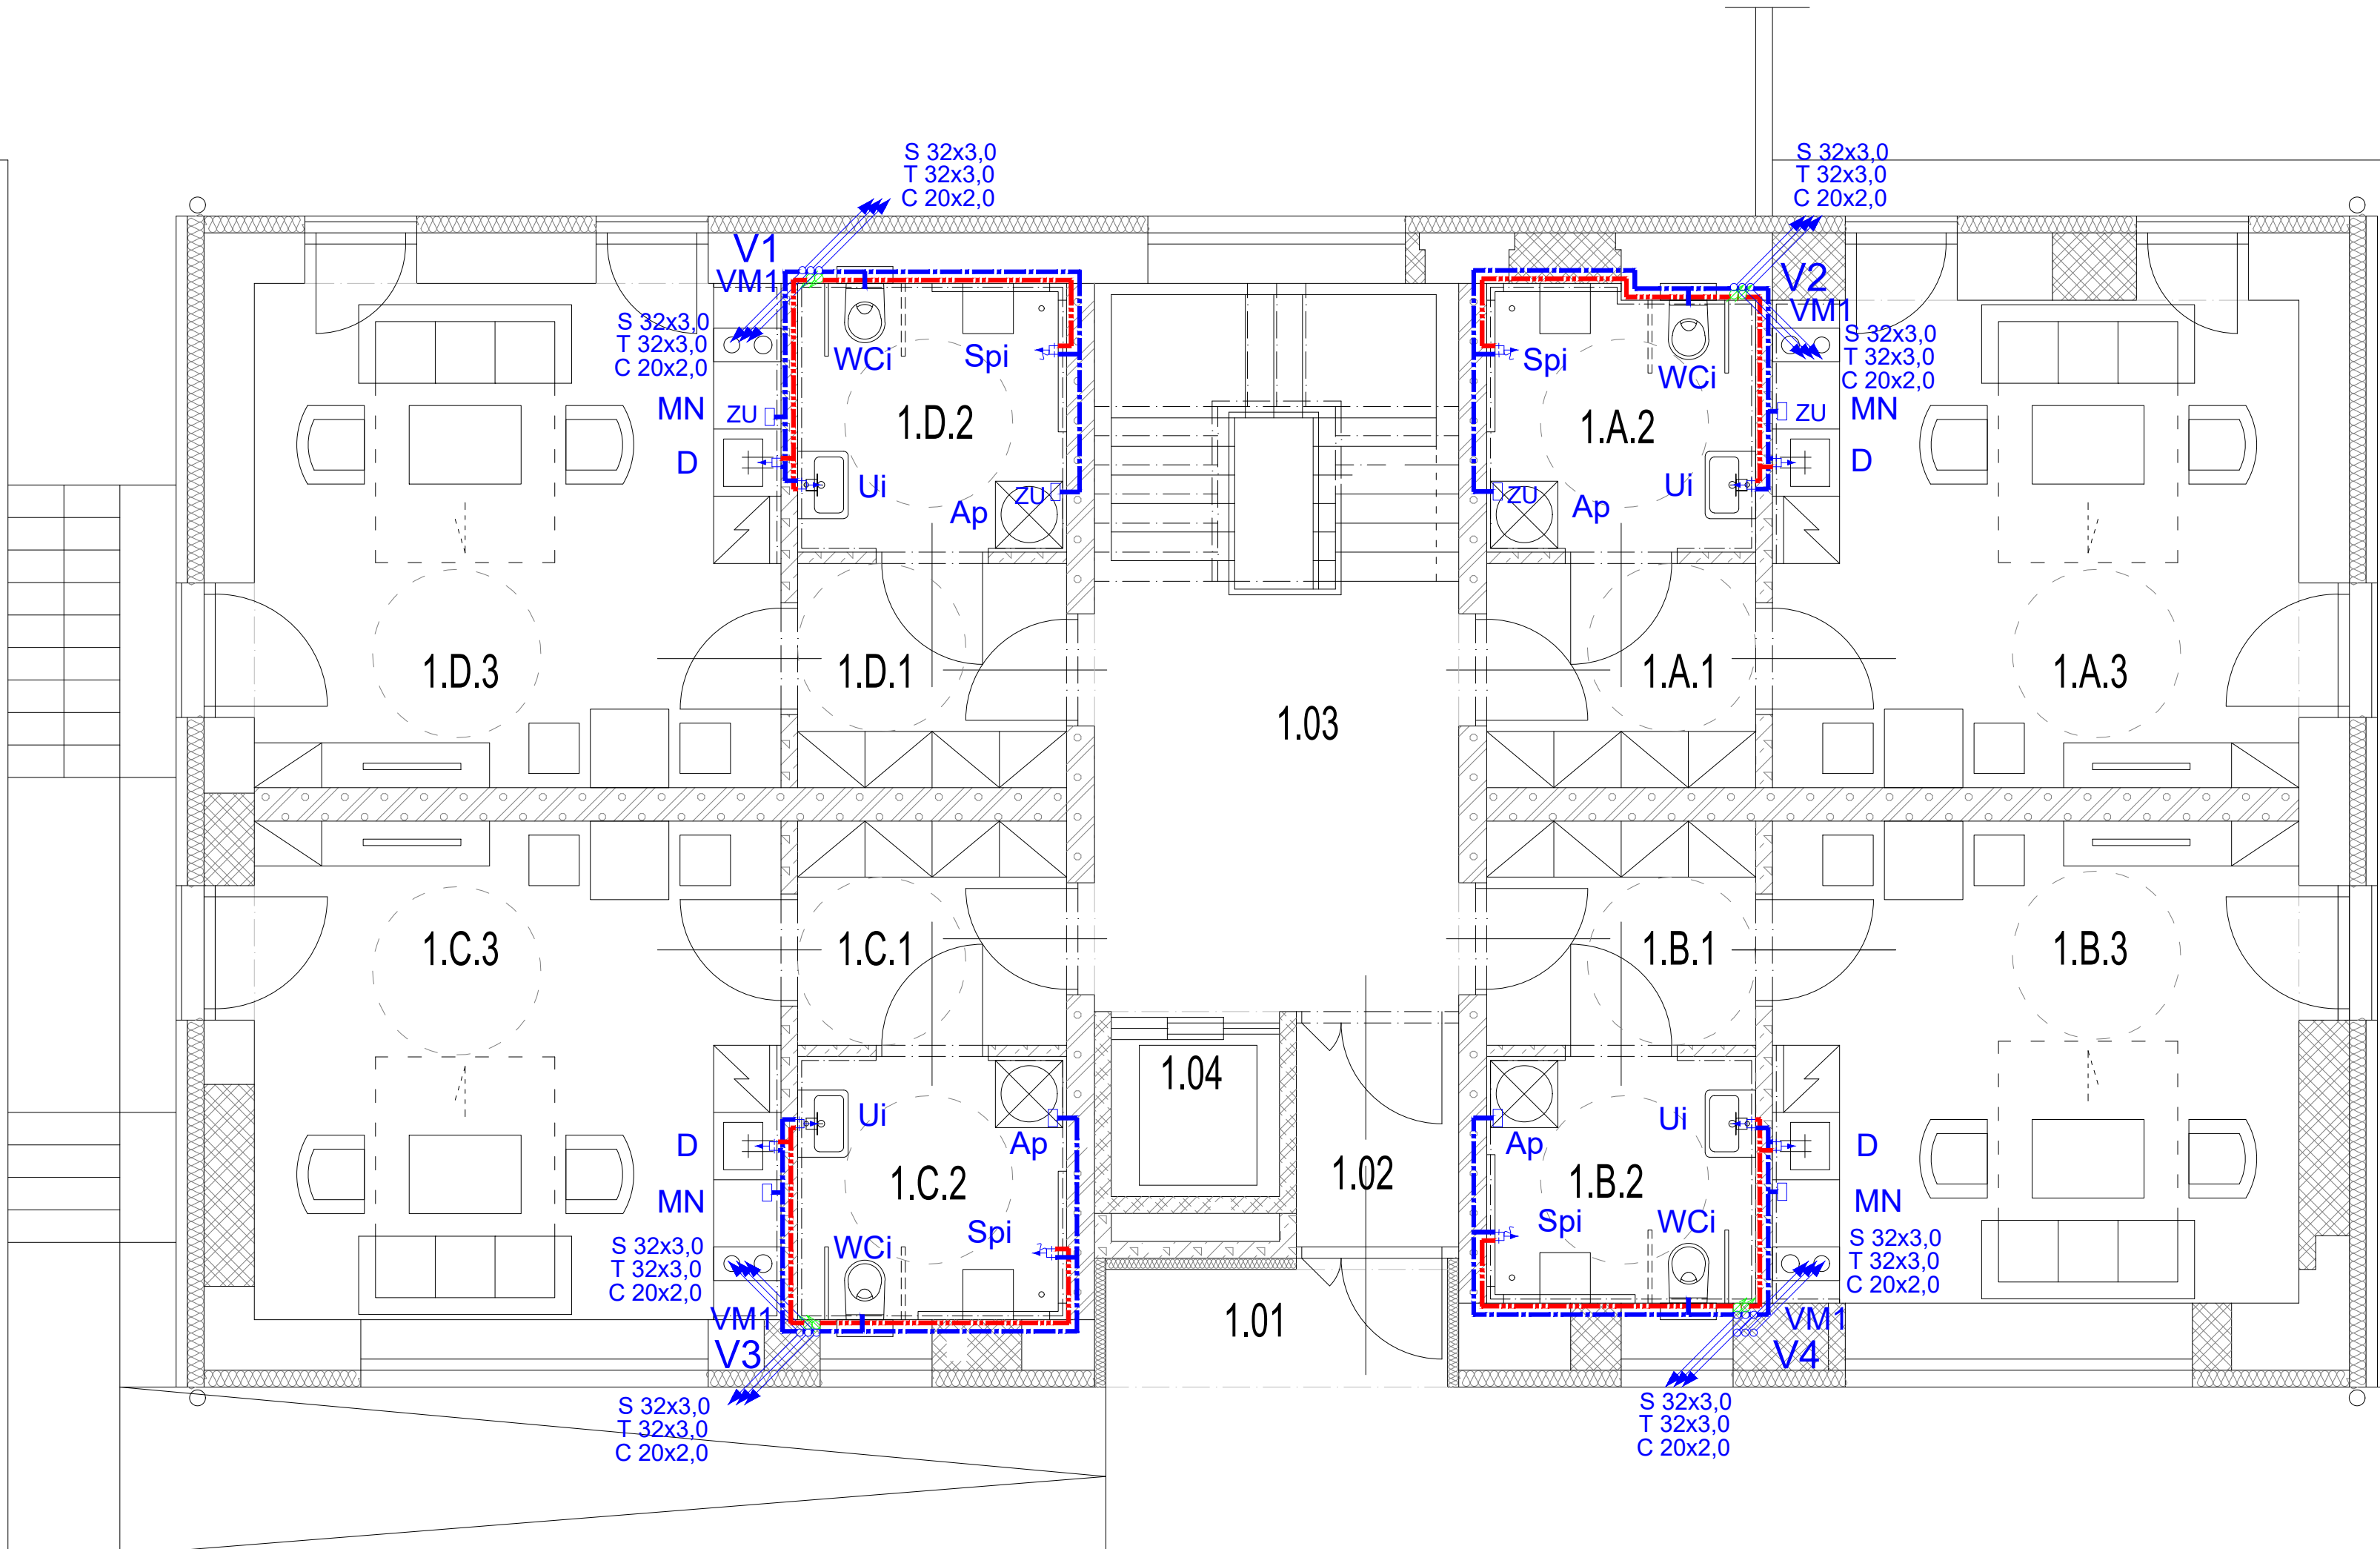 S 32x3,0
T 32x3,0
C 20x2,0
S 32x3,0
T 32x3,0
C 20x2,0
V1
VM1
V2
VM1
S 32x3,0
T 32x3,0
C 20x2,0
S 32x3,0
T 32x3,0
C 20x2,0
WCi
Spi
Spi
WCi
MN
ZU
1.D.2
1.A.2
ZU
MN
D
Ui
Ui
D
Ap
ZU
ZU
Ap
1.D.3
1.D.1
1.A.1
1.A.3
1.03
1.C.3
1.C.1
1.B.1
1.B.3
1.04
Ui
Ui
D
Ap
Ap
D
1.C.2
1.02
1.B.2
MN
MN
WCi
Spi
Spi
WCi
S 32x3,0
T 32x3,0
C 20x2,0
S 32x3,0
T 32x3,0
C 20x2,0
VM1
V3
1.01
VM1
V4
S 32x3,0
T 32x3,0
C 20x2,0
S 32x3,0
T 32x3,0
C 20x2,0